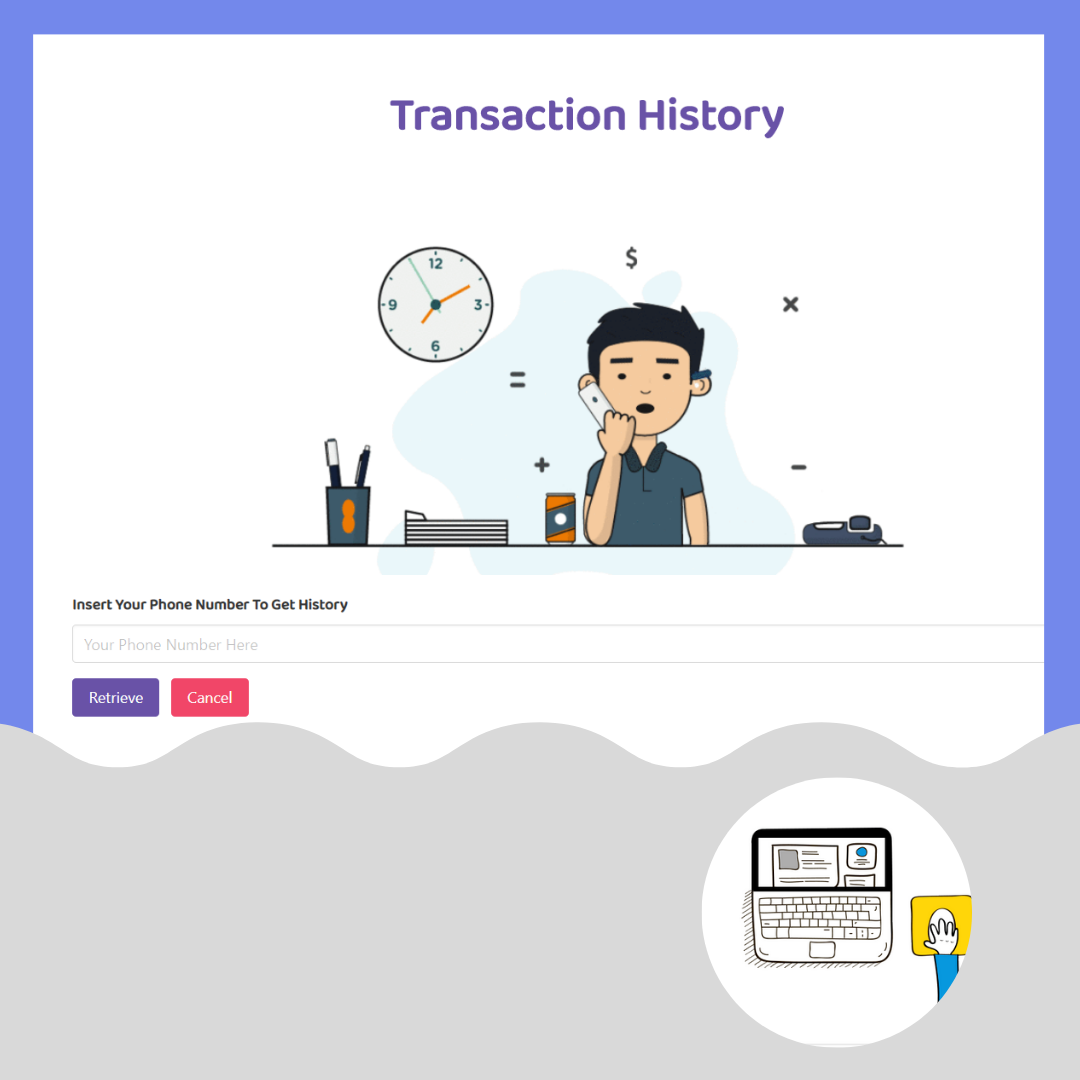 Transaction History
$
12
×
9
3
=
6
+
−
Insert Your Phone Number To Get History
Your Phone Number Here
Retrieve
Cancel